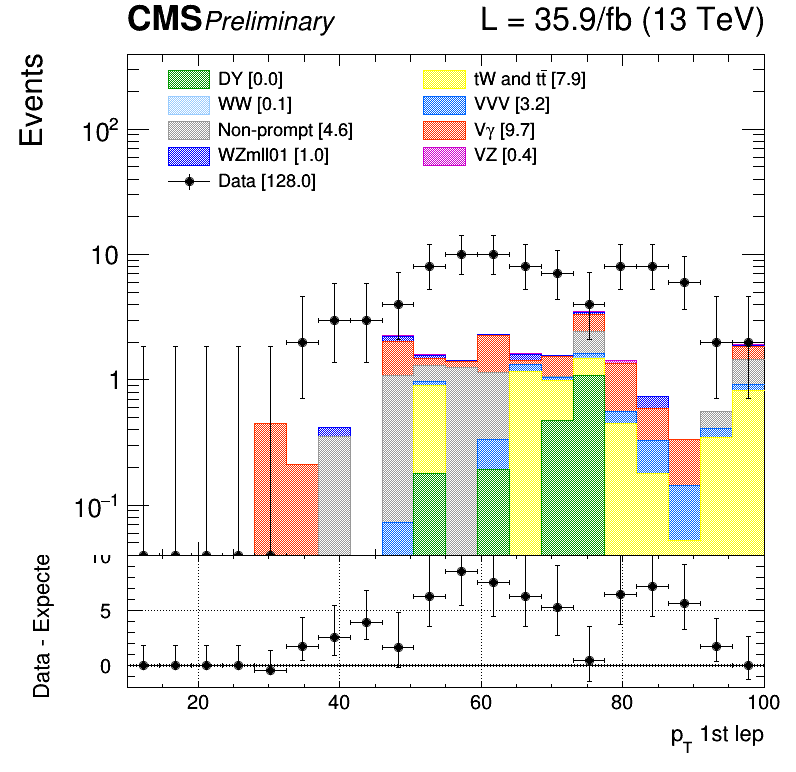 CMS Preliminary L = 35.9/fb (13 TeV)
Events
DY [0.0]
WW [0.1]
Non-prompt [4.6]
WZmll01 [1.0]
Data [128.0]
tW and tt̄ [7.9]
VVV [3.2]
Vγ [9.7]
VZ [0.4]
10²
10
1
10⁻¹
Data - Expecte
10
5
0
20 40 60 80 100
p_T 1st lep